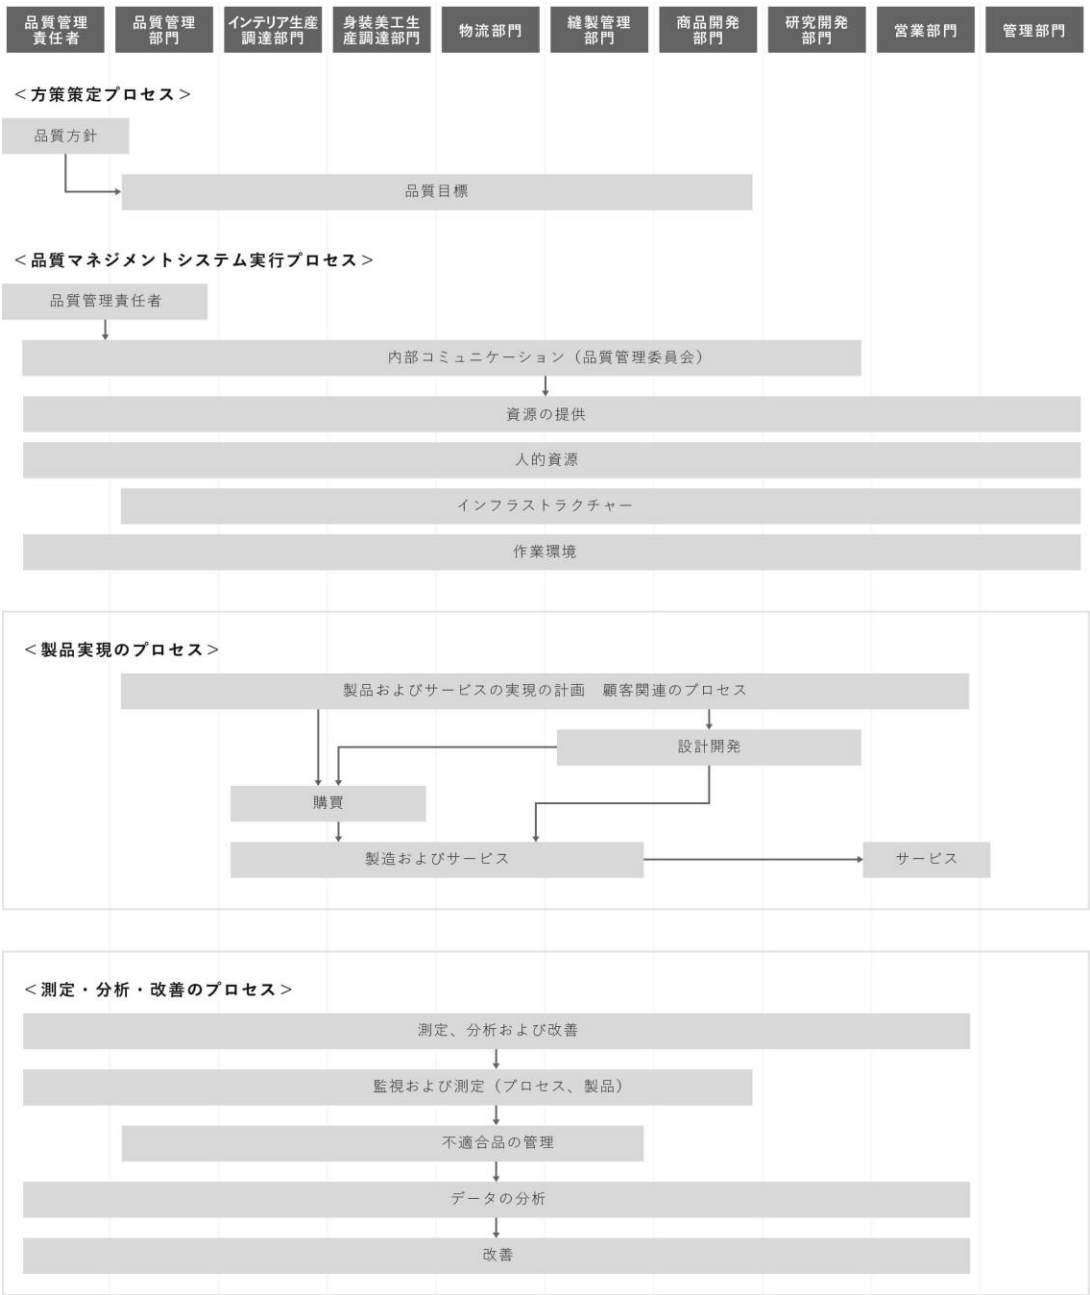 品質管理
責任者
品質管理
部門
インテリア生産
調達部門
身装美工生
産調達部門
物流部門
縫製管理
部門
商品開発
部門
研究開発
部門
営業部門
管理部門
＜方策策定プロセス＞
品質方針
品質目標
＜品質マネジメントシステム実行プロセス＞
品質管理責任者
内部コミュニケーション（品質管理委員会）
資源の提供
人的資源
インフラストラクチャー
作業環境
＜製品実現のプロセス＞
製品およびサービスの実現の計画　顧客関連のプロセス
設計開発
購買
製造およびサービス
サービス
＜測定・分析・改善のプロセス＞
測定、分析および改善
監視および測定（プロセス、製品）
不適合品の管理
データの分析
改善